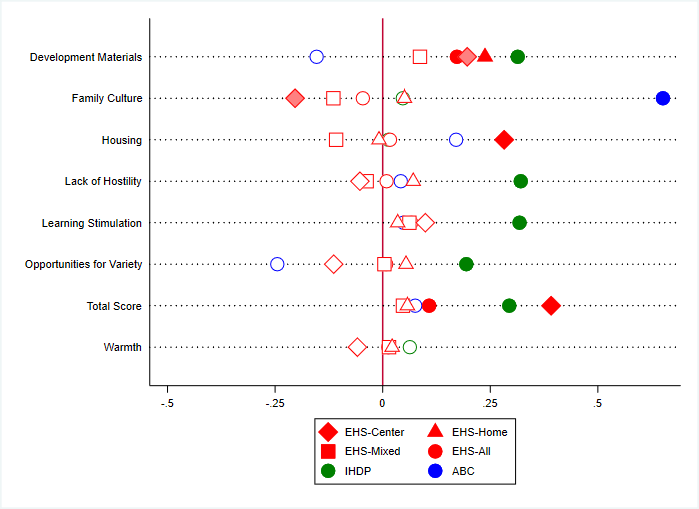 Development Materials
Family Culture
Housing
Lack of Hostility
Learning Stimulation
Opportunities for Variety
Total Score
Warmth
-.5 -.25 0 .25 .5
EHS-Center EHS-Home
EHS-Mixed EHS-All
IHDP ABC